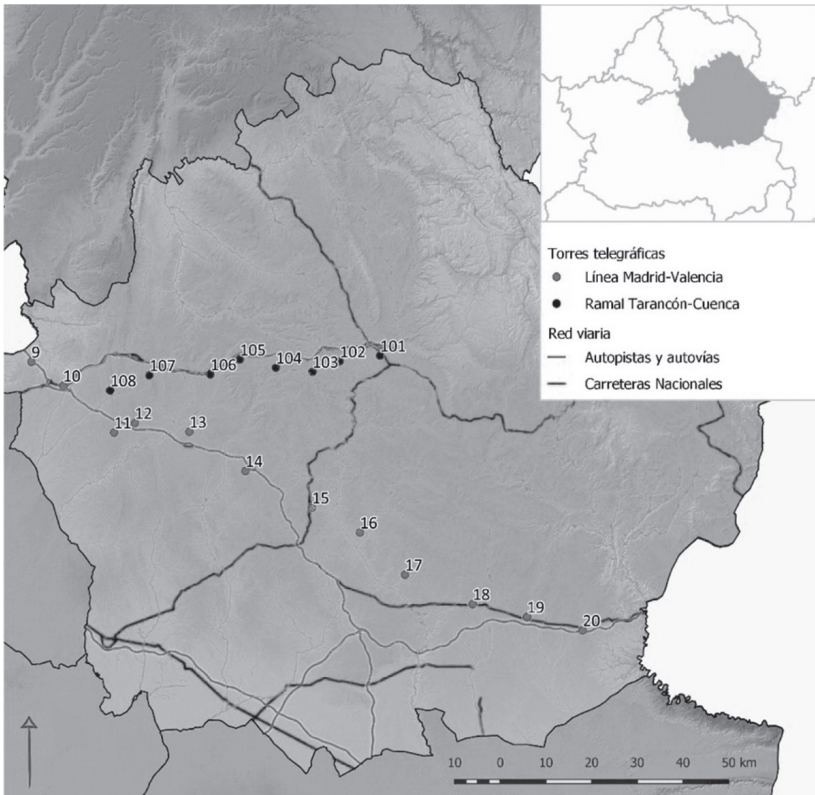 Torres telegráficas
Línea Madrid-Valencia
Ramal Tarancón-Cuenca
Red viaria
Autopistas y autovías
Carreteras Nacionales
9
10
108
107
106
105
104
103
102
101
11
12
13
14
15
16
17
18
19
20
10 0 10 20 30 40 50 km